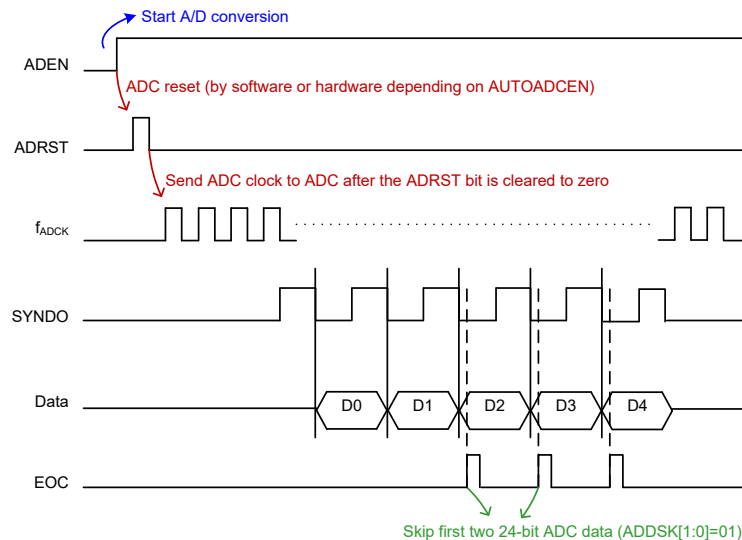 Start A/D conversion
ADEN
ADC reset (by software or hardware depending on AUTOADCEN)
ADRST
Send ADC clock to ADC after the ADRST bit is cleared to zero
fADCK
SYNDO
Data
D0 D1 D2 D3 D4
EOC
Skip first two 24-bit ADC data (ADDSK[1:0]=01)